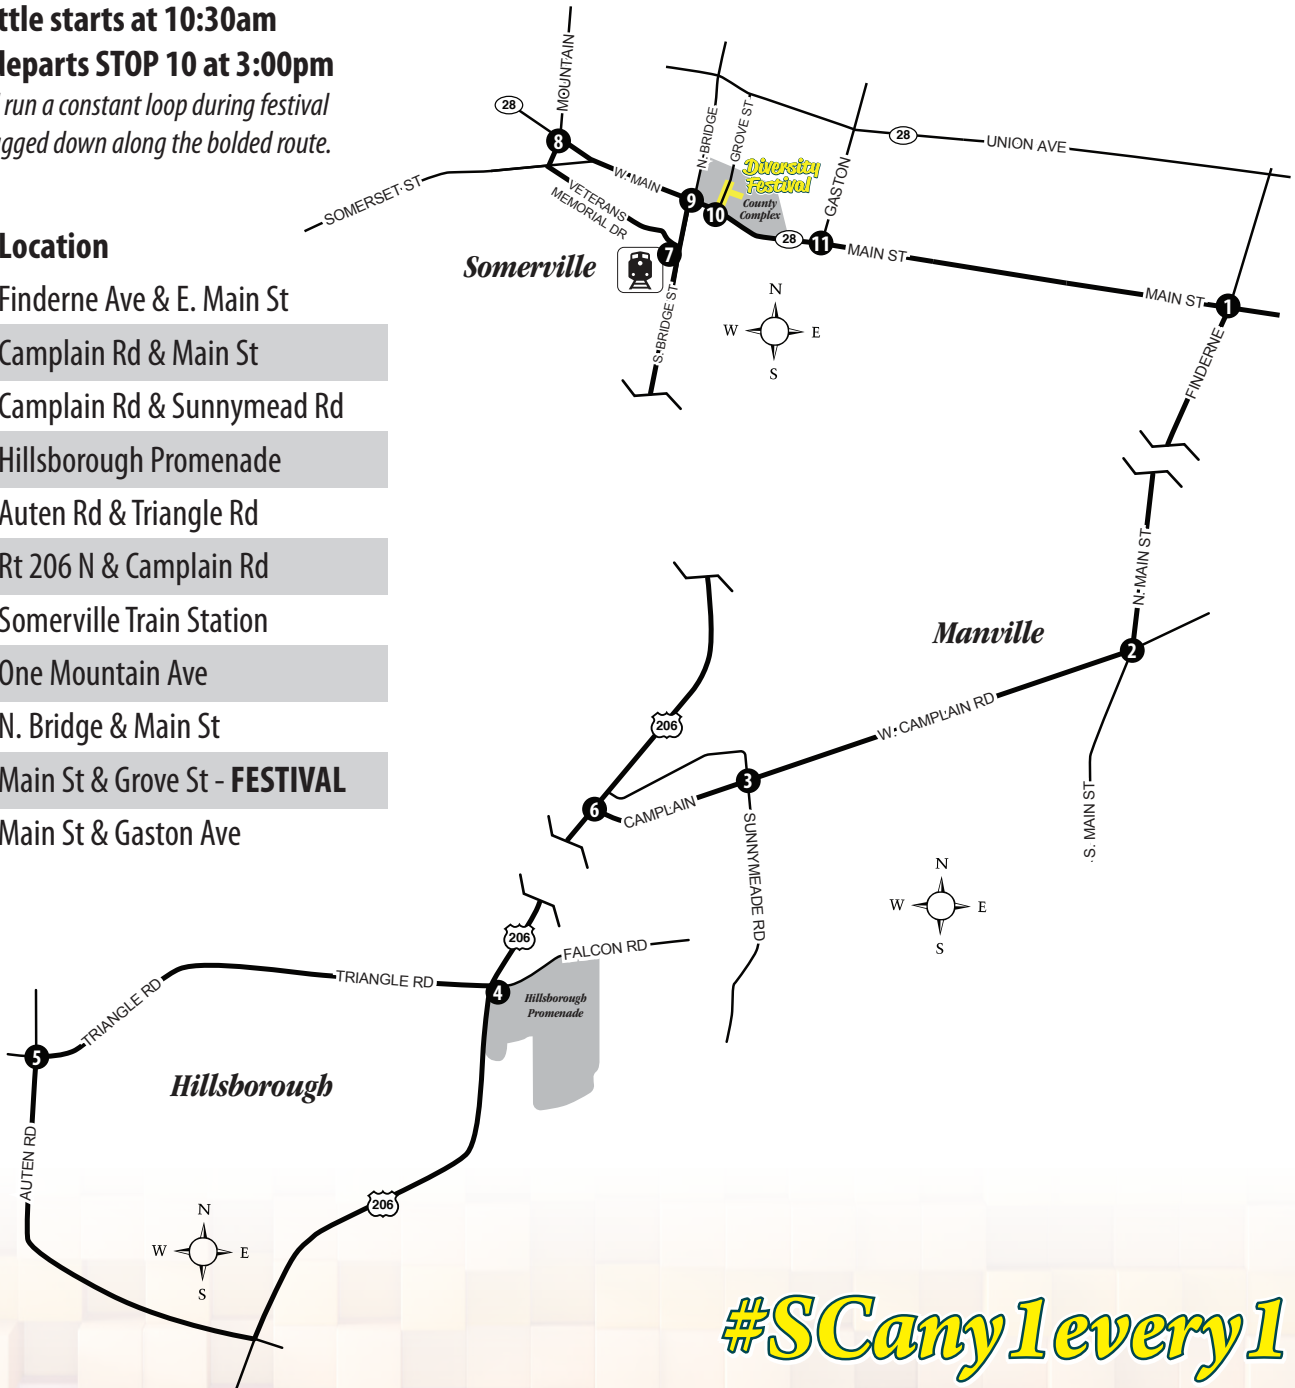 ttle starts at 10:30am
departs STOP 10 at 3:00pm
run a constant loop during festival
gged down along the bolded route.
Location
Finderne Ave & E. Main St
Camplain Rd & Main St
Camplain Rd & Sunnymead Rd
Hillsborough Promenade
Auten Rd & Triangle Rd
Rt 206 N & Camplain Rd
Somerville Train Station
One Mountain Ave
N. Bridge & Main St
Main St & Grove St - FESTIVAL
Main St & Gaston Ave
MOUNTAIN
28
8
SOMERSET ST
W. MAIN
VETERANS
MEMORIAL DR
N. BRIDGE
GROVE ST
Diversity
Festival
County
Complex
9
10
7
28
11
GASTON
28
UNION AVE
MAIN ST
MAIN ST
1
Somerville
S. BRIDGE ST
N
W
E
S
FINDERNE
N. MAIN ST
Manville
2
W. CAMPLAIN RD
206
3
6
CAMPLAIN
SUNNYMEADE RD
S. MAIN ST
N
W
E
S
206
FALCON RD
TRIANGLE RD
TRIANGLE RD
4
Hillsborough
Promenade
5
Hillsborough
AUTEN RD
206
N
W
E
S
#SCany1every1